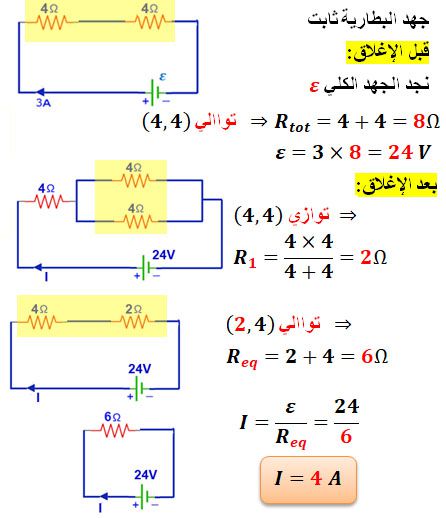 4Ω 4Ω
ε
3A + −
جهد البطارية ثابت
قبل الإغلاق:
نجد الجهد الكلي ε
(4,4) توالي ⇒ R_tot = 4 + 4 = 8Ω
ε = 3 × 8 = 24 V
بعد الإغلاق:
4Ω
4Ω
4Ω
24V
I + −
(4,4) توازي ⇒
R₁ = (4 × 4)/(4 + 4) = 2Ω
4Ω 2Ω
24V
I + −
(2,4) توالي ⇒
R_eq = 2 + 4 = 6Ω
6Ω
24V
I + −
I = ε/R_eq = 24/6
I = 4 A